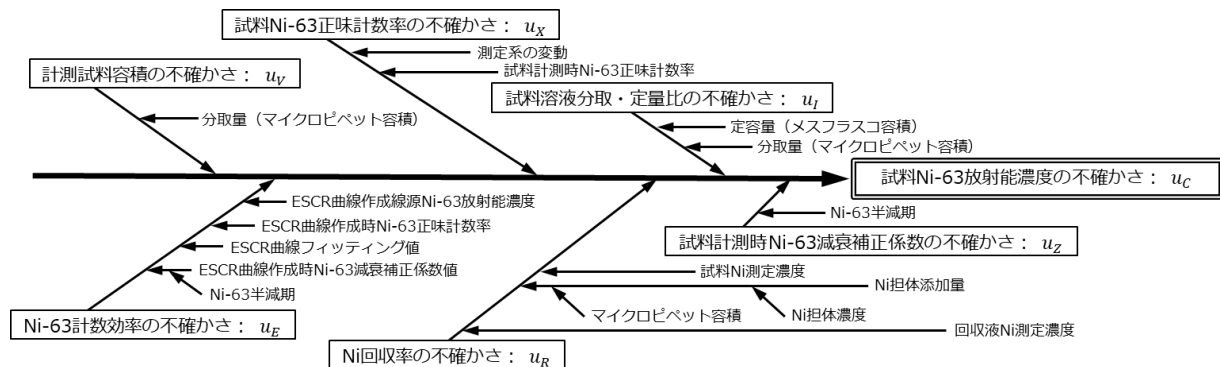 試料Ni-63正味計数率の不確かさ： u_X
測定系の変動
試料計測時Ni-63正味計数率
計測試料容積の不確かさ： u_V
分取量（マイクロピペット容積）
試料溶液分取・定量比の不確かさ： u_I
定容量（メスフラスコ容積）
分取量（マイクロピペット容積）
試料Ni-63放射能濃度の不確かさ： u_C
ESCR曲線作成線源Ni-63放射能濃度
ESCR曲線作成時Ni-63正味計数率
ESCR曲線フィッティング値
ESCR曲線作成時Ni-63減衰補正係数値
Ni-63半減期
Ni-63計数効率の不確かさ： u_E
Ni-63半減期
試料計測時Ni-63減衰補正係数の不確かさ： u_Z
試料Ni測定濃度
Ni担体添加量
マイクロピペット容積
Ni担体濃度
回収液Ni測定濃度
Ni回収率の不確かさ： u_R